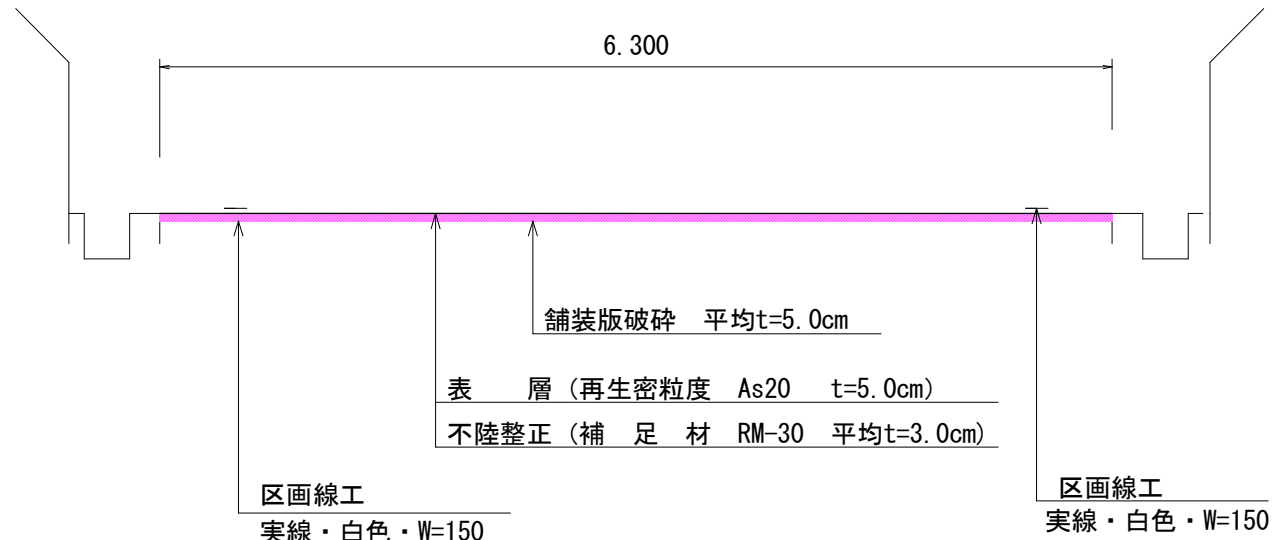 6.300
舗装版破砕 平均t=5.0cm
表 層（再生密粒度 As20 t=5.0cm）
不陸整正（補 足 材 RM-30 平均t=3.0cm）
区画線工
実線・白色・W=150
区画線工
実線・白色・W=150